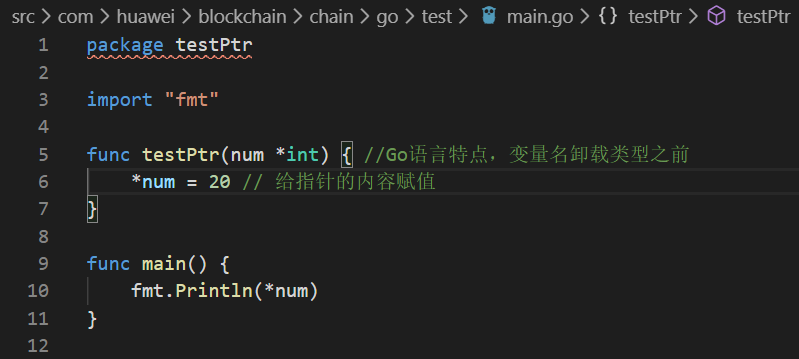 src > com > huawei > blockchain > chain > go > test > main.go > {} testPtr > testPtr
1 package testPtr
2
3 import "fmt"
4
5 func testPtr(num *int) { //Go语言特点，变量名卸载类型之前
6 *num = 20 // 给指针的内容赋值
7 }
8
9 func main() {
10 fmt.Println(*num)
11 }
12